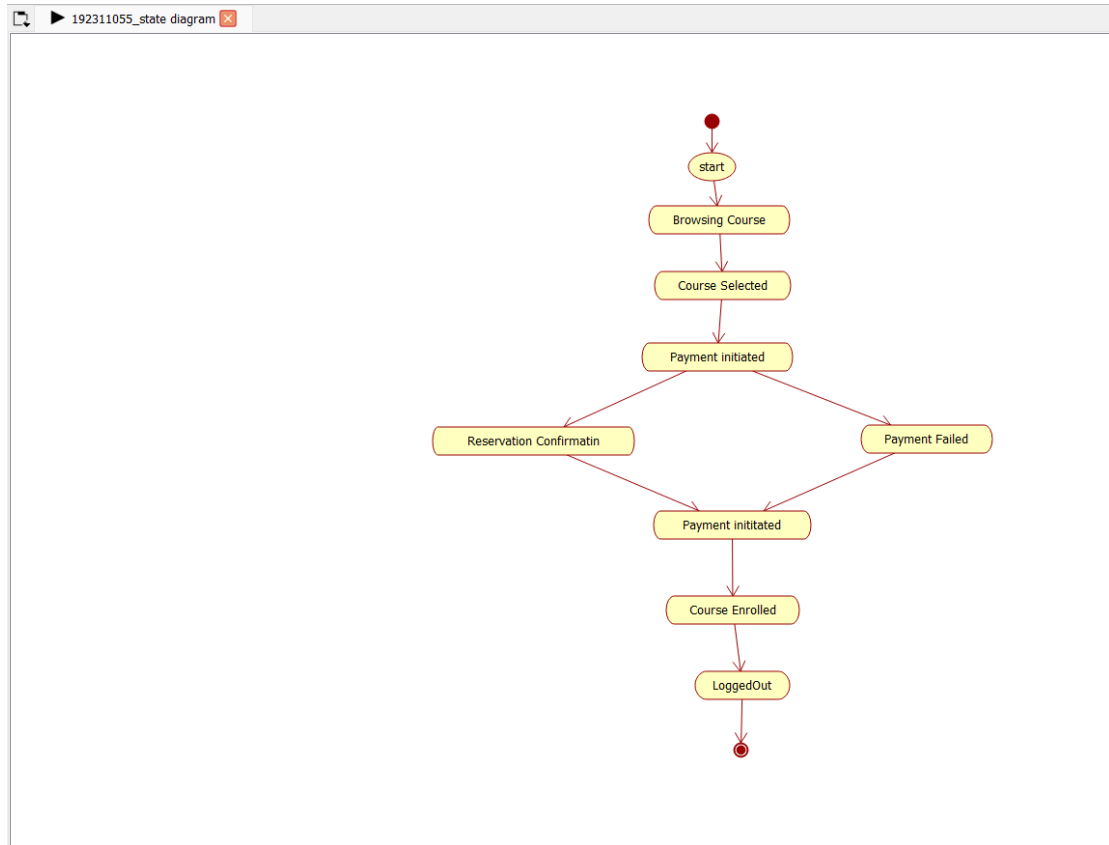 192311055_state diagram
start
Browsing Course
Course Selected
Payment initiated
Reservation Confirmatin
Payment Failed
Payment inititated
Course Enrolled
LoggedOut